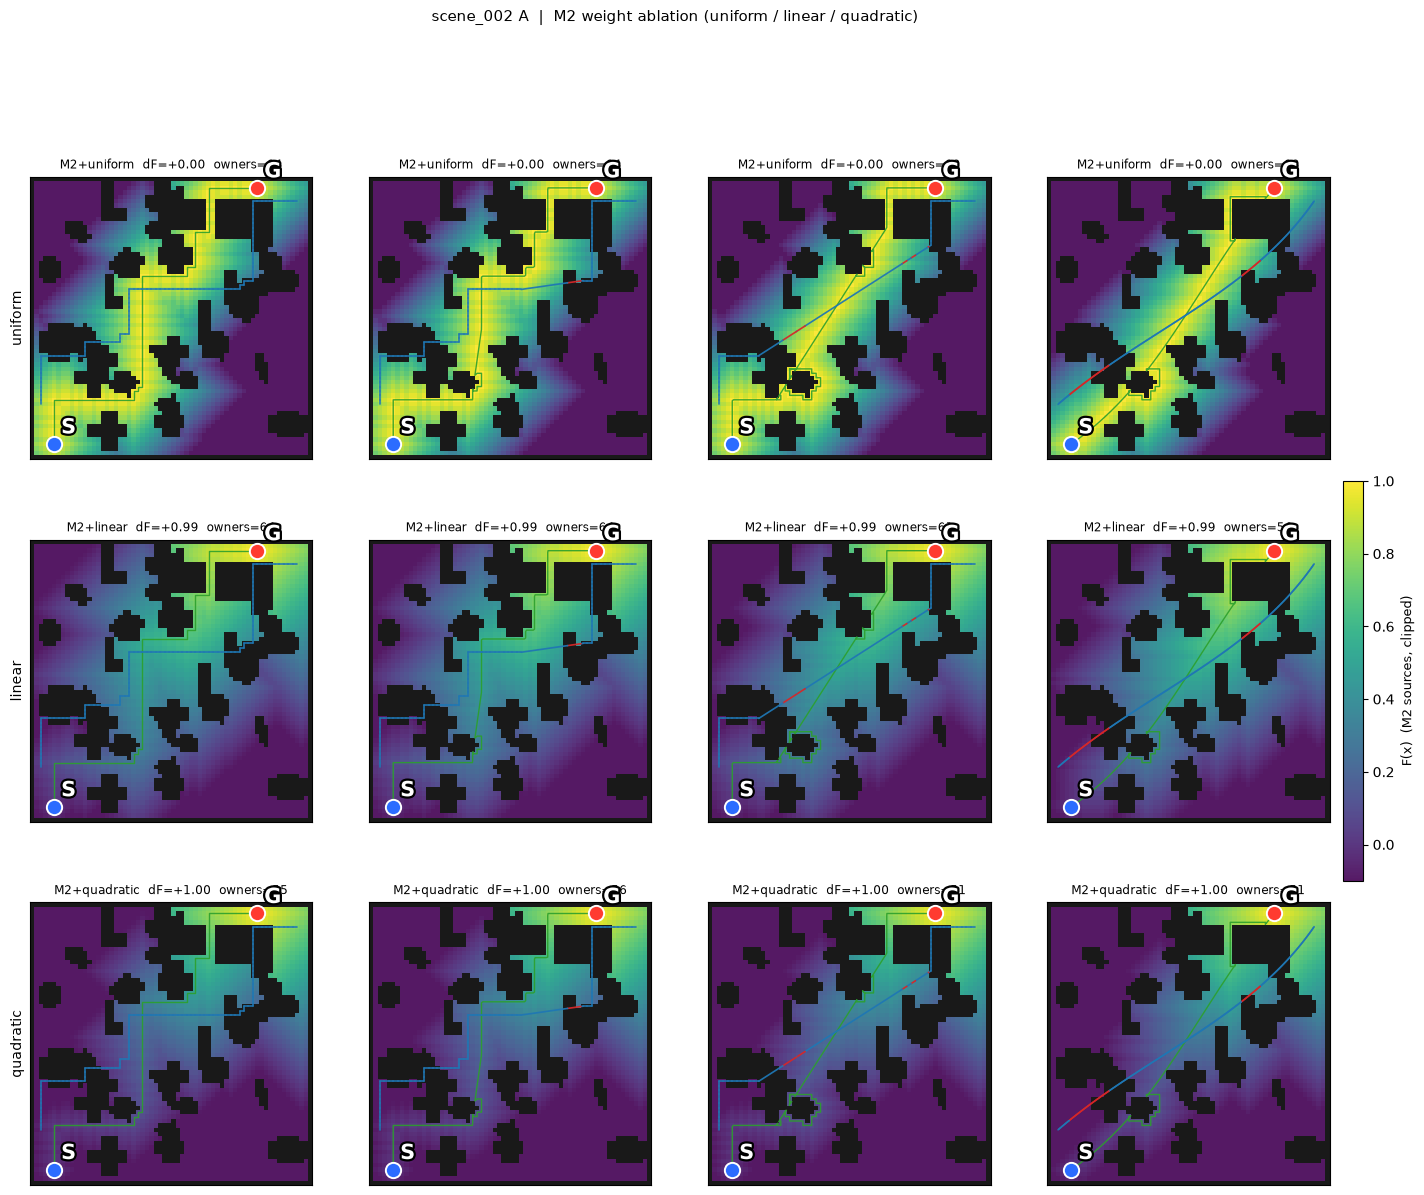 scene_002 A | M2 weight ablation (uniform / linear / quadratic)
M2+uniform dF=+0.00 owners=
M2+uniform dF=+0.00 owners=
M2+uniform dF=+0.00 owners=
M2+uniform dF=+0.00 owners=
G
G
G
G
uniform
S
S
S
S
M2+linear dF=+0.99 owners=6
M2+linear dF=+0.99 owners=6
M2+linear dF=+0.99 owners=6
M2+linear dF=+0.99 owners=5
G
G
G
G
linear
S
S
S
S
M2+quadratic dF=+1.00 owners= 5
M2+quadratic dF=+1.00 owners= 6
M2+quadratic dF=+1.00 owners= 1
M2+quadratic dF=+1.00 owners= 1
G
G
G
G
quadratic
S
S
S
S
1.0
0.8
0.6
0.4
0.2
0.0
F(x) (M2 sources, clipped)